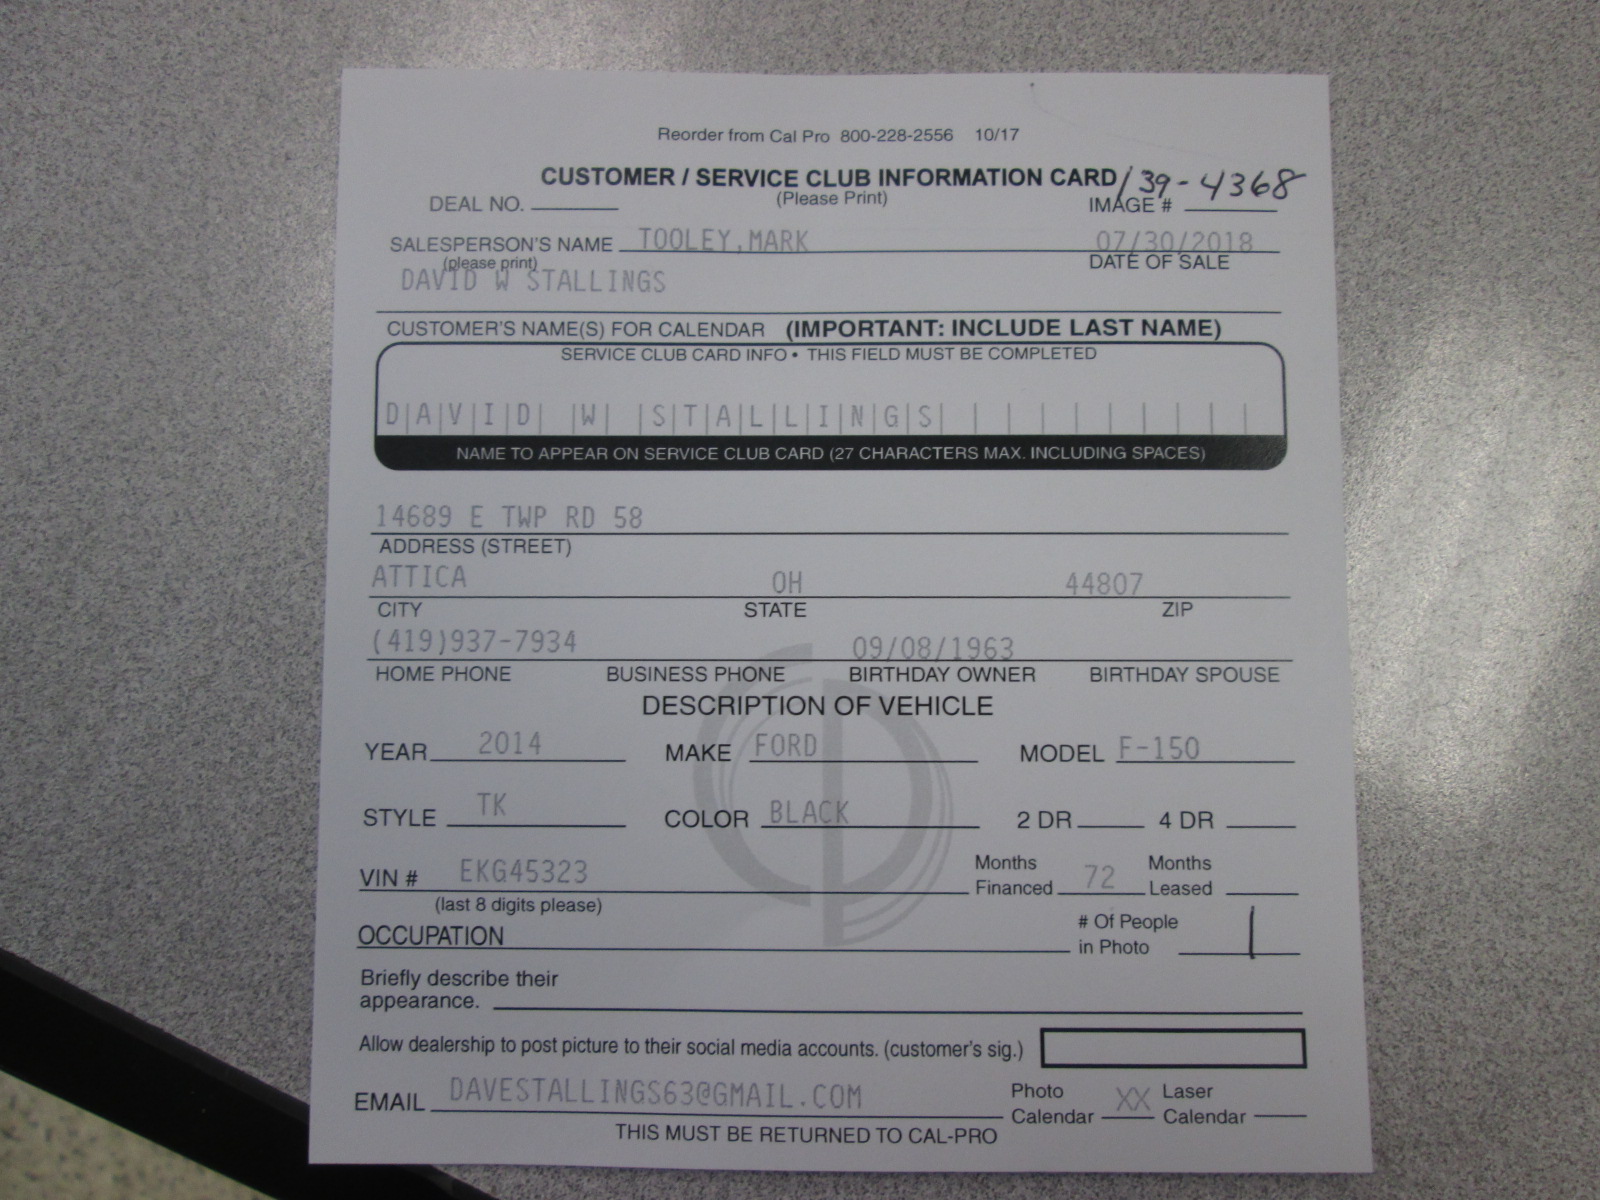 Reorder from Cal Pro 800-228-2556 10/17
CUSTOMER / SERVICE CLUB INFORMATION CARD 139-4368
(Please Print)
DEAL NO. IMAGE #
SALESPERSON'S NAME TOOLEY,MARK 07/30/2018
(please print) DATE OF SALE
DAVID W STALLINGS
CUSTOMER'S NAME(S) FOR CALENDAR (IMPORTANT: INCLUDE LAST NAME)
SERVICE CLUB CARD INFO • THIS FIELD MUST BE COMPLETED
DAVID W STALLINGS
NAME TO APPEAR ON SERVICE CLUB CARD (27 CHARACTERS MAX. INCLUDING SPACES)
14689 E TWP RD 58
ADDRESS (STREET)
ATTICA OH 44807
CITY STATE ZIP
(419)937-7934 09/08/1963
HOME PHONE BUSINESS PHONE BIRTHDAY OWNER BIRTHDAY SPOUSE
DESCRIPTION OF VEHICLE
YEAR 2014 MAKE FORD MODEL F-150
STYLE TK COLOR BLACK 2 DR 4 DR
VIN # EKG45323 Months Financed 72 Months Leased
(last 8 digits please)
OCCUPATION # Of People in Photo 1
Briefly describe their
appearance.
Allow dealership to post picture to their social media accounts. (customer's sig.)
EMAIL DAVESTALLINGS63@GMAIL.COM Photo Calendar XX Laser Calendar
THIS MUST BE RETURNED TO CAL-PRO